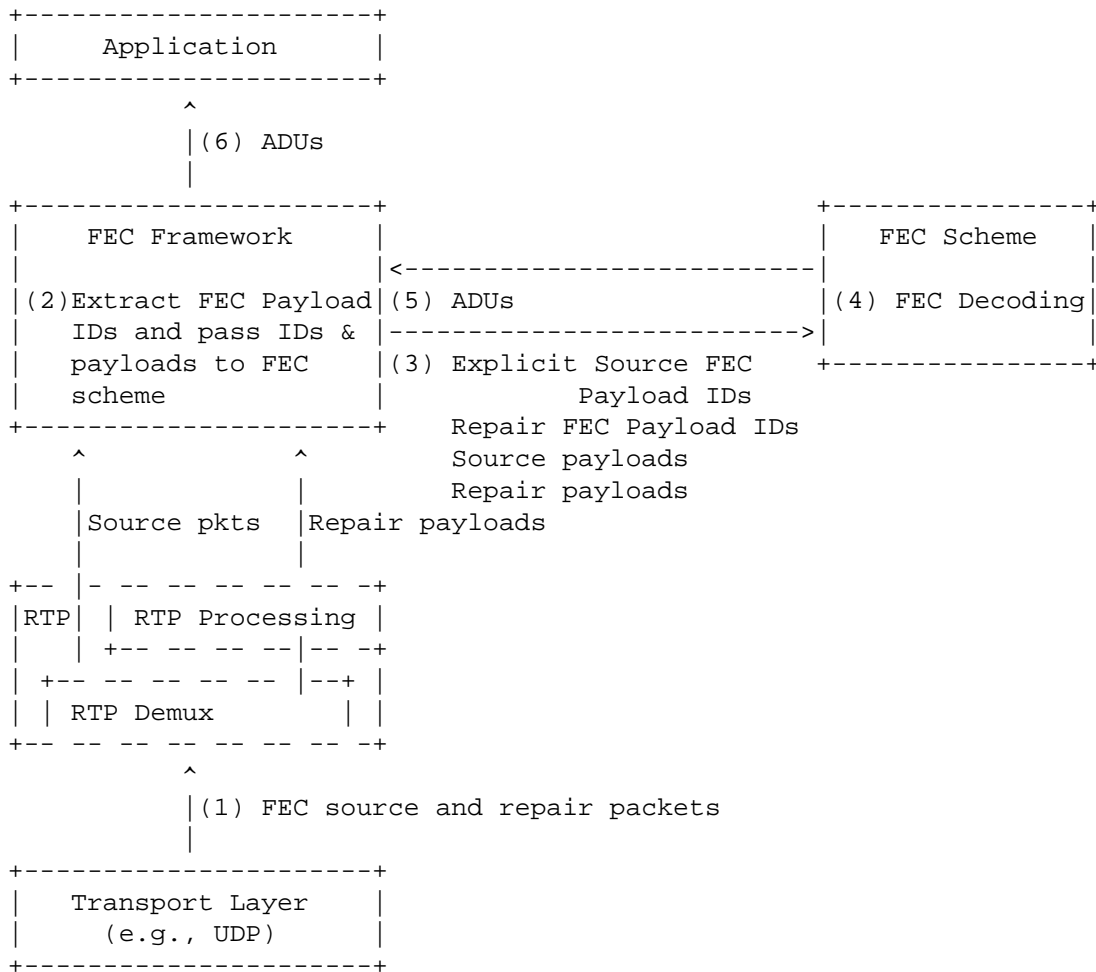 Application
(6) ADUs
FEC Framework
FEC Scheme
(2)Extract FEC Payload
(5) ADUs
(4) FEC Decoding
IDs and pass IDs &
payloads to FEC
(3) Explicit Source FEC
scheme
Payload IDs
Repair FEC Payload IDs
Source payloads
Repair payloads
Source pkts
Repair payloads
RTP
RTP Processing
RTP Demux
(1) FEC source and repair packets
Transport Layer
(e.g., UDP)